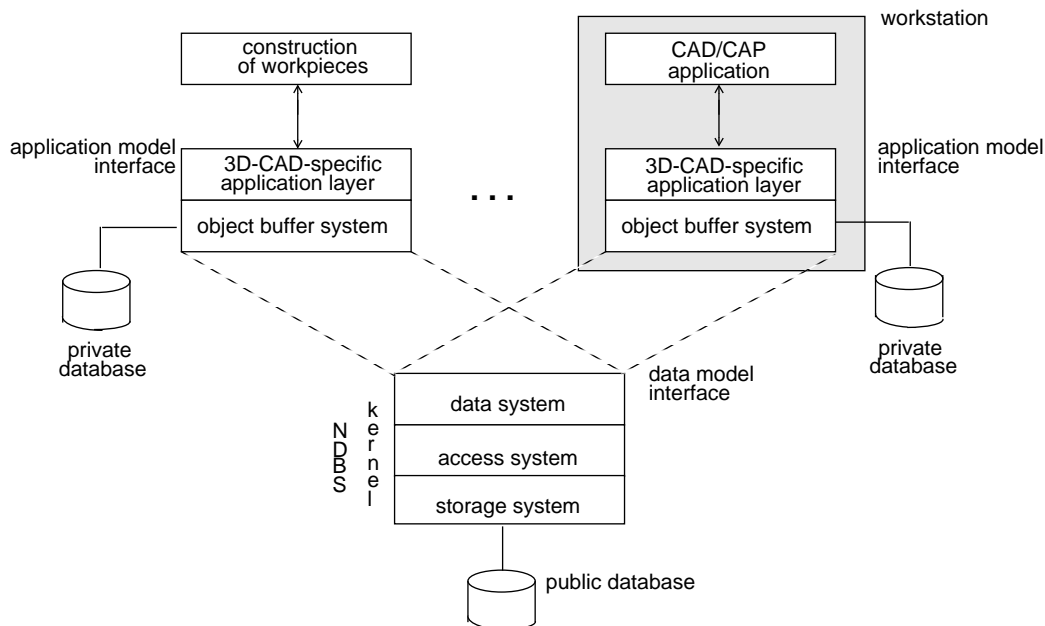 workstation
construction
of workpieces
CAD/CAP
application
application model
interface
3D-CAD-specific
application layer
object buffer system
. . .
3D-CAD-specific
application layer
object buffer system
application model
interface
private
database
private
database
data model
interface
NDBS
kernel
data system
access system
storage system
public database